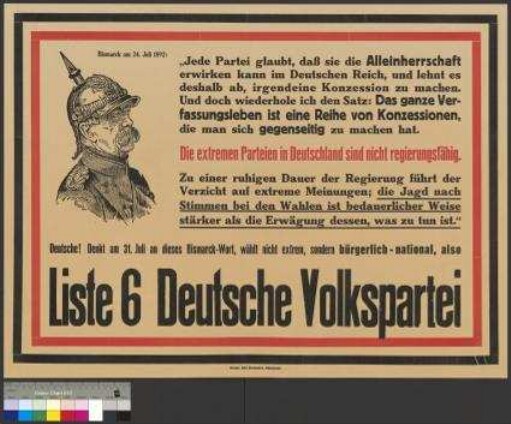 Bismarck am 24. Juli 1892:
„Jede Partei glaubt, daß sie die Alleinherrschaft
erwirken kann im Deutschen Reich, und lehnt es
deshalb ab, irgendeine Konzession zu machen.
Und doch wiederhole ich den Satz: Das ganze Ver-
fassungsleben ist eine Reihe von Konzessionen,
die man sich gegenseitig zu machen hat.
Die extremen Parteien in Deutschland sind nicht regierungsfähig.
Zu einer ruhigen Dauer der Regierung führt der
Verzicht auf extreme Meinungen; die Jagd nach
Stimmen bei den Wahlen ist bedauerlicher Weise
stärker als die Erwägung dessen, was zu tun ist.“
Deutsche! Denkt am 31. Juli an dieses Bismarck-Wort, wählt nicht extrem, sondern bürgerlich-national, also
Liste 6 Deutsche Volkspartei